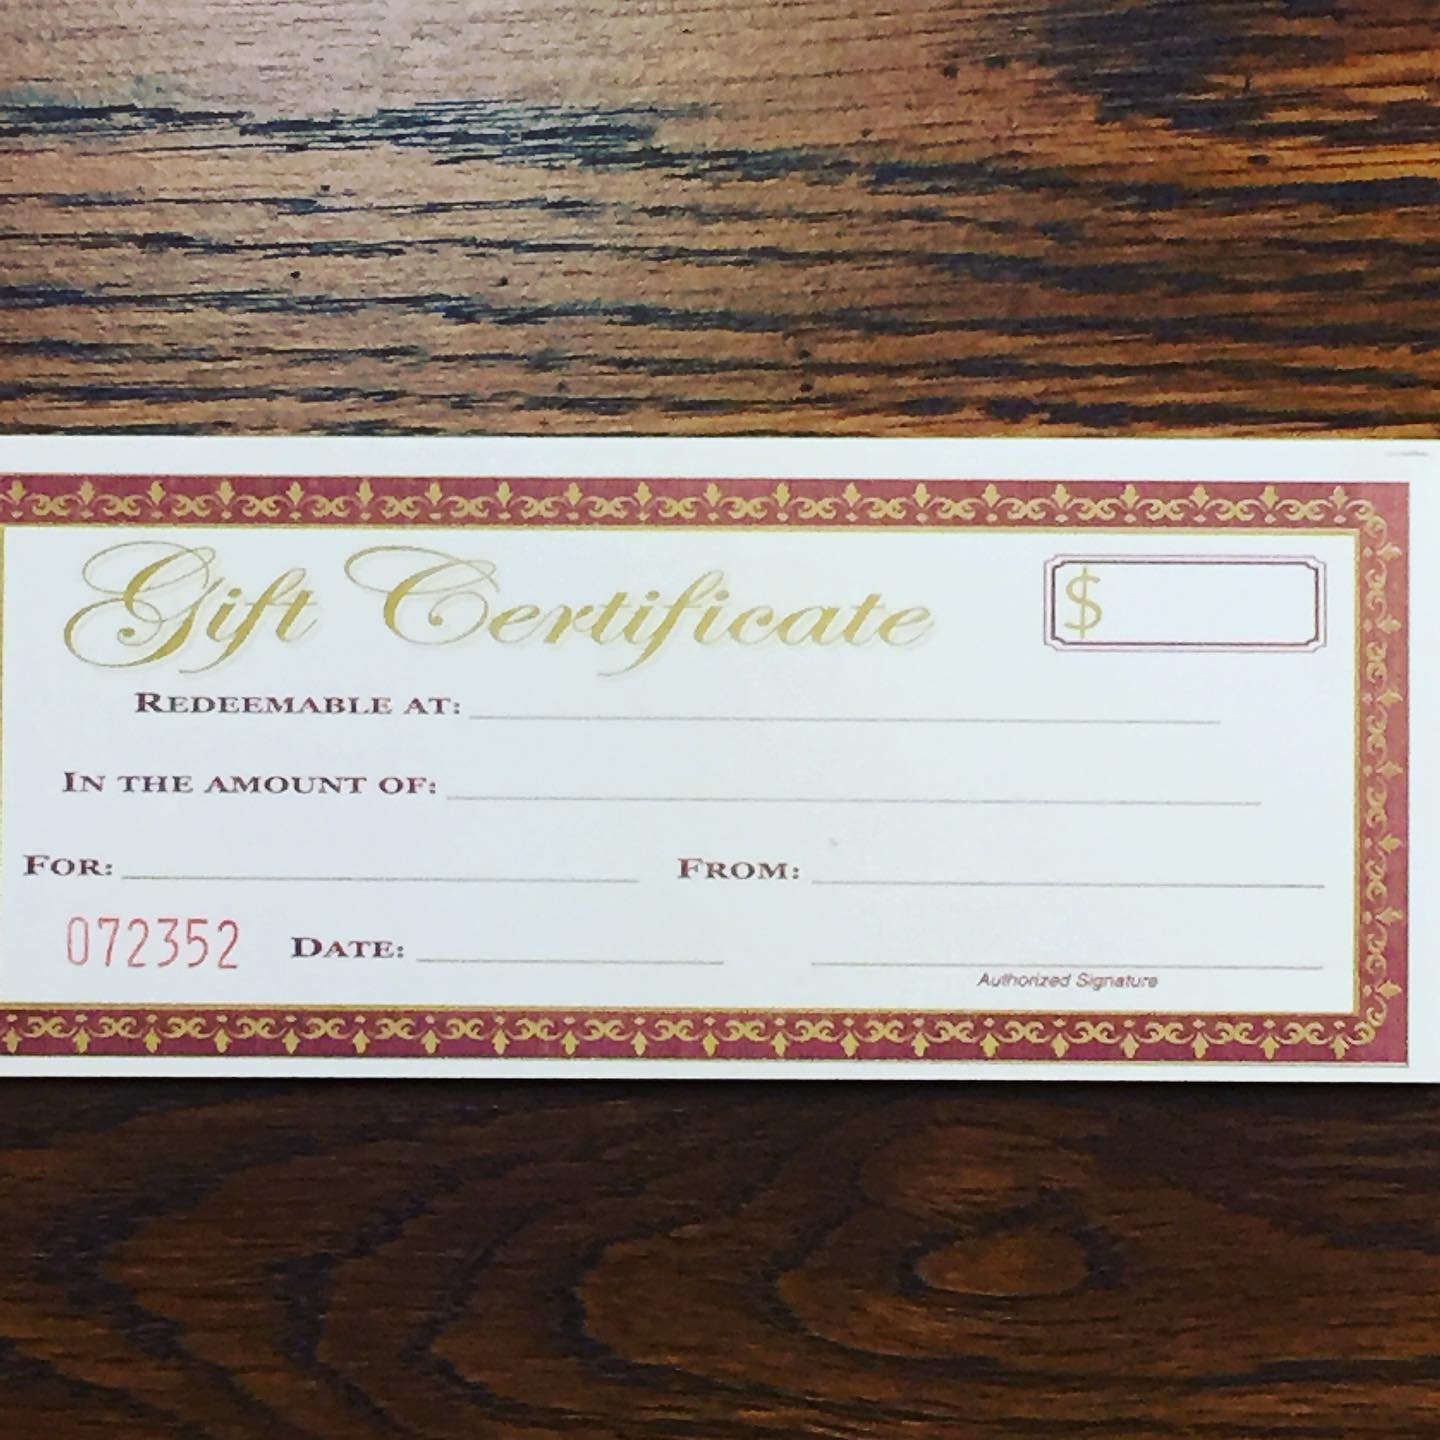 Gift Certificate $
REDEEMABLE AT:
IN THE AMOUNT OF:
FOR: FROM:
072352 DATE:
Authorized Signature